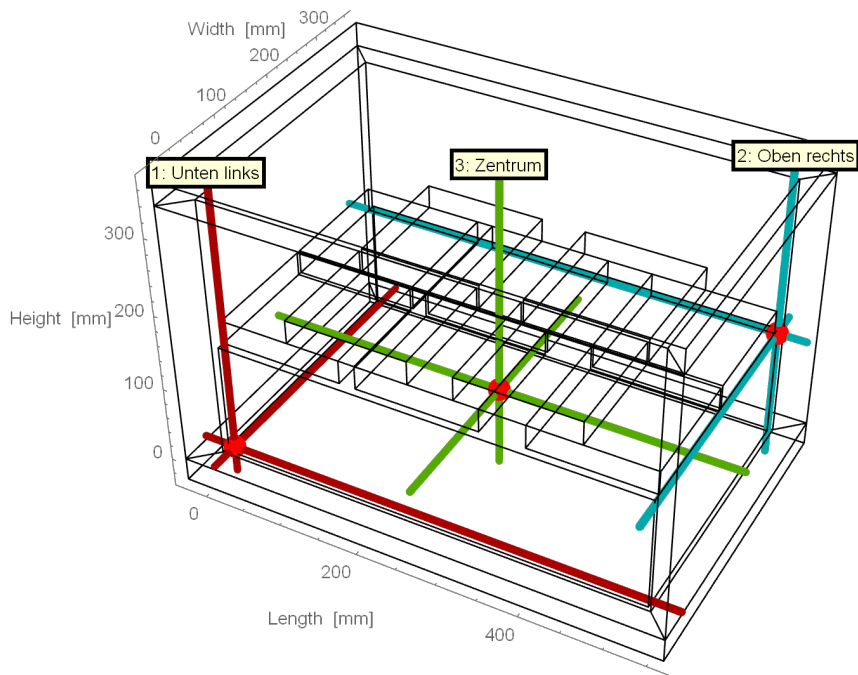 Width [mm]
300
200
100
0
1: Unten links
3: Zentrum
2: Oben rechts
300
200
100
0
Height [mm]
0
200
400
Length [mm]